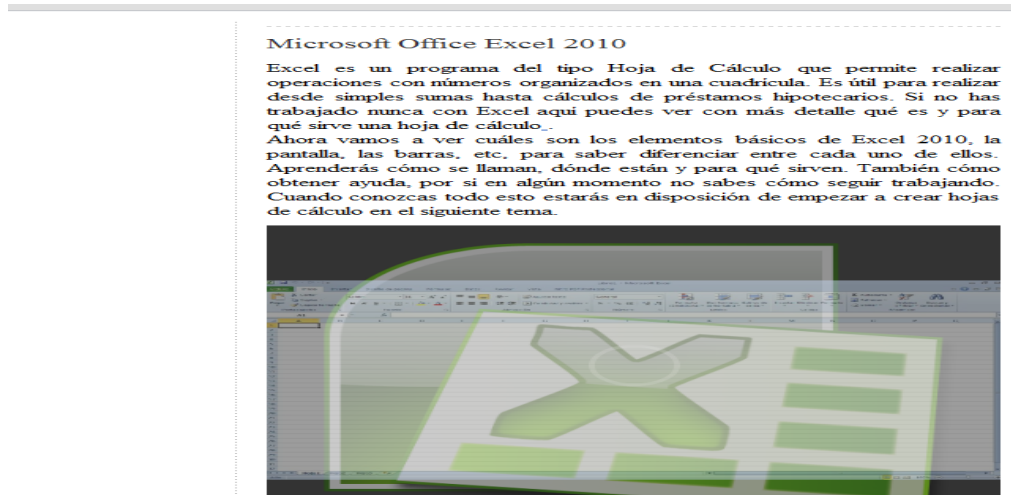 Microsoft Office Excel 2010
Excel es un programa del tipo Hoja de Cálculo que permite realizar
operaciones con números organizados en una cuadrícula. Es útil para realizar
desde simples sumas hasta cálculos de préstamos hipotecarios. Si no has
trabajado nunca con Excel aquí puedes ver con más detalle qué es y para
qué sirve una hoja de cálculo_.
Ahora vamos a ver cuáles son los elementos básicos de Excel 2010, la
pantalla, las barras, etc, para saber diferenciar entre cada uno de ellos.
Aprenderás cómo se llaman, dónde están y para qué sirven. También cómo
obtener ayuda, por si en algún momento no sabes cómo seguir trabajando.
Cuando conozcas todo esto estarás en disposición de empezar a crear hojas
de cálculo en el siguiente tema.